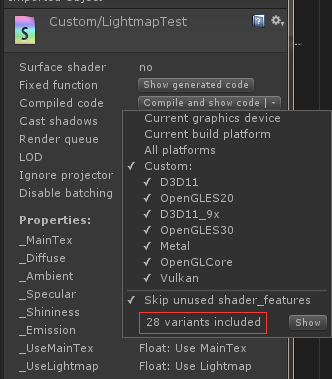 Imported Object
Custom/LightmapTest
Surface shader no
Fixed function Show generated code
Compiled code Compile and show code
Cast shadows
Render queue
LOD
Ignore projector
Disable batching
Current graphics device
Current build platform
All platforms
Custom:
D3D11
OpenGLES20
D3D11_9x
OpenGLES30
Metal
OpenGLCore
Vulkan
Skip unused shader_features
28 variants included Show
Properties:
_MainTex
_Diffuse
_Ambient
_Specular
_Shininess
_Emission
_UseMainTex Float: Use MainTex
_UseLightmap Float: Use Lightmap